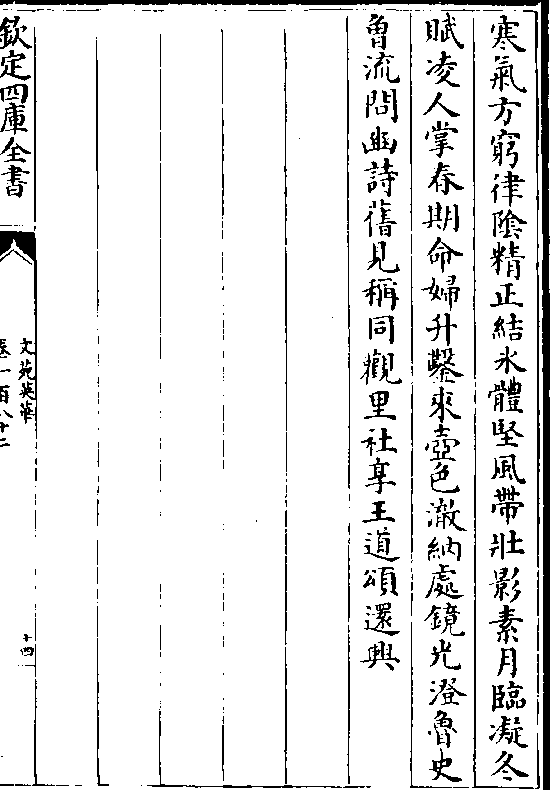 寒氣方窮律陰精正結氷體堅風帶壯影素月臨凝冬
賦凌人掌春期命婦升鑿來壺色澈納處鏡光澄魯史
曾流問幽詩舊見稱同觀里社享王道頌還興
欽定四庫全書
文苑英華
卷一百八十二
十四